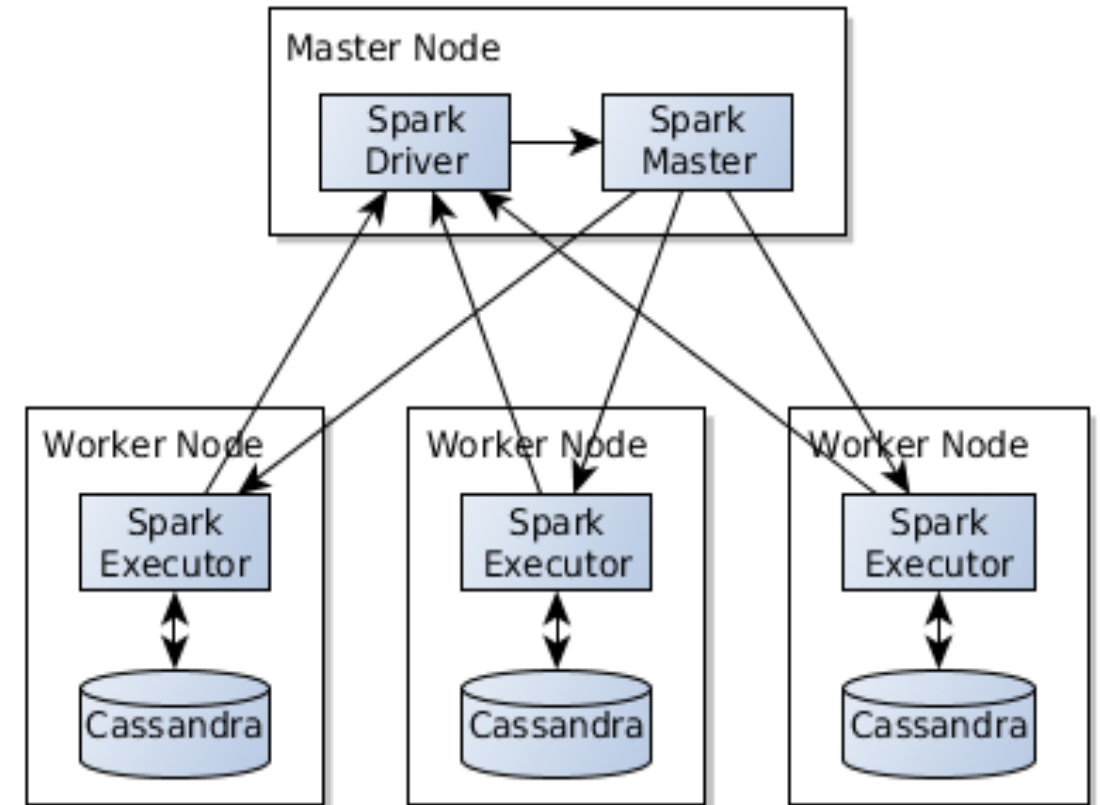 Master Node
Spark
Driver
Spark
Master
Worker Node
Spark
Executor
Cassandra
Worker Node
Spark
Executor
Cassandra
Worker Node
Spark
Executor
Cassandra